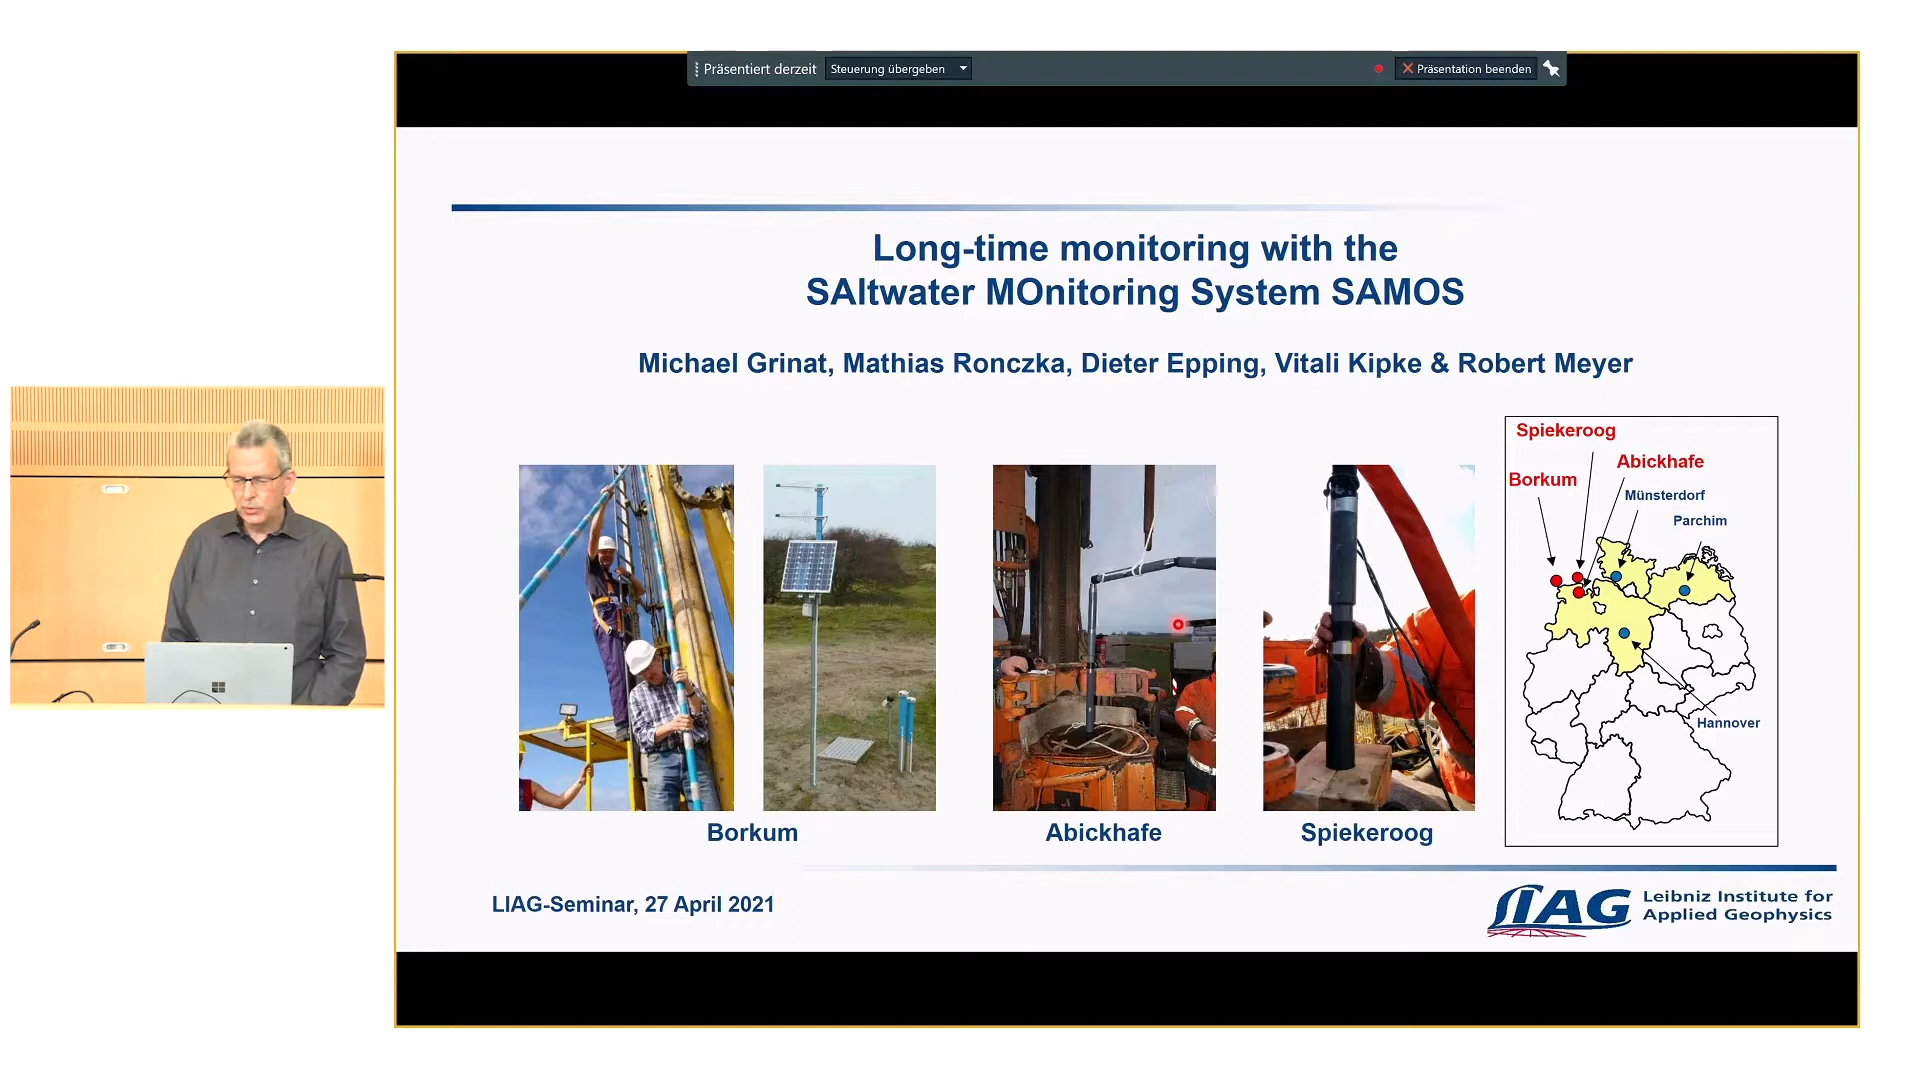 Präsentiert derzeit
Steuerung übergeben
Präsentation beenden
Long-time monitoring with the
SAltwater MOnitoring System SAMOS
Michael Grinat, Mathias Ronczka, Dieter Epping, Vitali Kipke & Robert Meyer
Spiekeroog
Abickhafe
Borkum
Münsterdorf
Parchim
Hannover
Borkum
Abickhafe
Spiekeroog
LIAG-Seminar, 27 April 2021
LIAG
Leibniz Institute for
Applied Geophysics